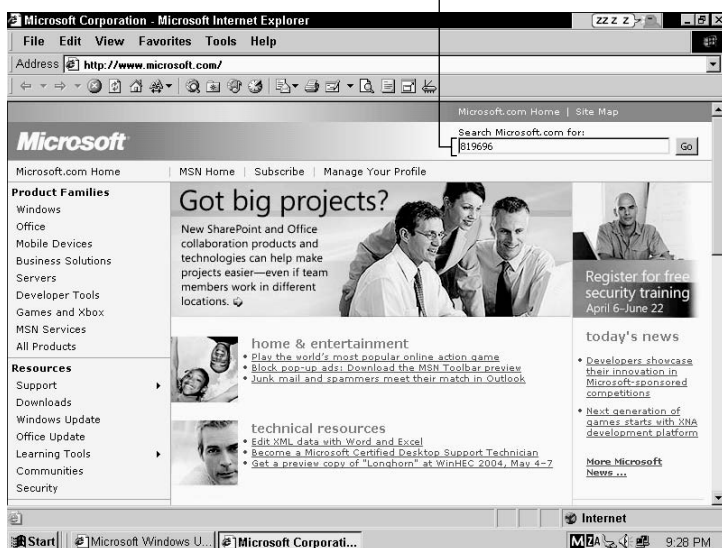 Microsoft Corporation - Microsoft Internet Explorer
zz z z
File Edit View Favorites Tools Help
Address http://www.microsoft.com/
Microsoft.com Home | Site Map
Microsoft
Search Microsoft.com for:
819696
Go
Microsoft.com Home | MSN Home | Subscribe | Manage Your Profile
Product Families
Windows
Office
Mobile Devices
Business Solutions
Servers
Developer Tools
Games and Xbox
MSN Services
All Products
Resources
Support
Downloads
Windows Update
Office Update
Learning Tools
Communities
Security
Got big projects?
New SharePoint and Office
collaboration products and
technologies can help make
projects easier—even if team
members work in different
locations.
home & entertainment
Play the world's most popular online action game
Block pop-up ads: Download the MSN Toolbar preview
Junk mail and spammers meet their match in Outlook
technical resources
Edit XML data with Word and Excel
Become a Microsoft Certified Desktop Support Technician
Get a preview copy of "Longhorn" at WinHEC 2004, May 4-7
Register for free
security training
April 6–June 22
today's news
Developers showcase
their innovation in
Microsoft-sponsored
competitions
Next generation of
games starts with XNA
development platform
More Microsoft
News ...
Internet
Start
Microsoft Windows U...
Microsoft Corporati...
9:28 PM